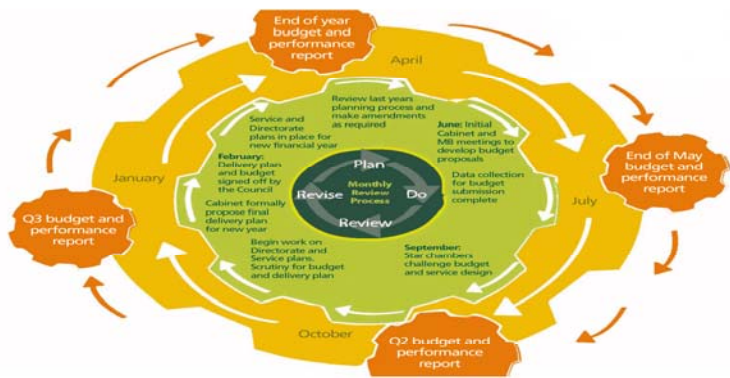 End of year
budget and
performance
report
April
Review last years
planning process and
make amendments
as required
Service and
Directorate
plans in place for
new financial year
June: Initial
Cabinet and
MB meetings to
develop budget
proposals
End of May
budget and
performance
report
February:
Delivery plan
and budget
signed off by
the Council
Plan
Monthly
Review
Process
Revise
Do
Review
Data collection
for budget
submission
complete
January
July
Cabinet formally
propose final
delivery plan
for new year
Q3 budget and
performance
report
Begin work on
Directorate and
Service plans.
Scrutiny for budget
and delivery plan
September:
Star chambers
challenge budget
and service design
October
Q2 budget and
performance
report